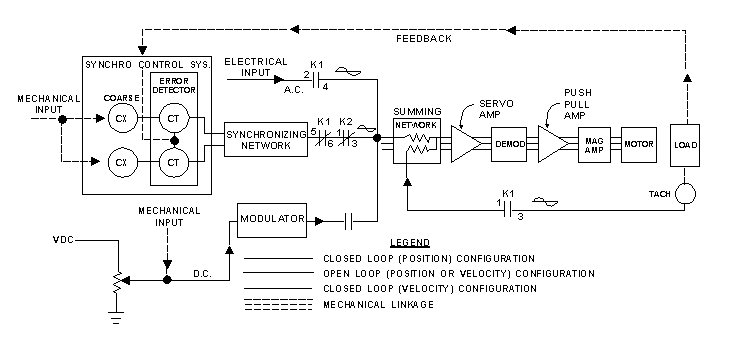 FEEDBACK
SYNCHRO CONTROL SYS.
ELECTRICAL
INPUT
K1
2
4
A.C.
ERROR
DETECTOR
MECHANICAL
INPUT
COARSE
CX
CT
CX
CT
SYNCHRONIZING
NETWORK
K1
5
6
K2
1
3
SUMMING
NETWORK
SERVO
AMP
DEMOD
PUSH
PULL
AMP
MAG
AMP
MOTOR
LOAD
TACH
K1
1
3
MECHANICAL
INPUT
MODULATOR
VDC
D.C.
LEGEND
CLOSED LOOP (POSITION) CONFIGURATION
OPEN LOOP (POSITION OR VELOCITY) CONFIGURATION
CLOSED LOOP (VELOCITY) CONFIGURATION
MECHANICAL LINKAGE